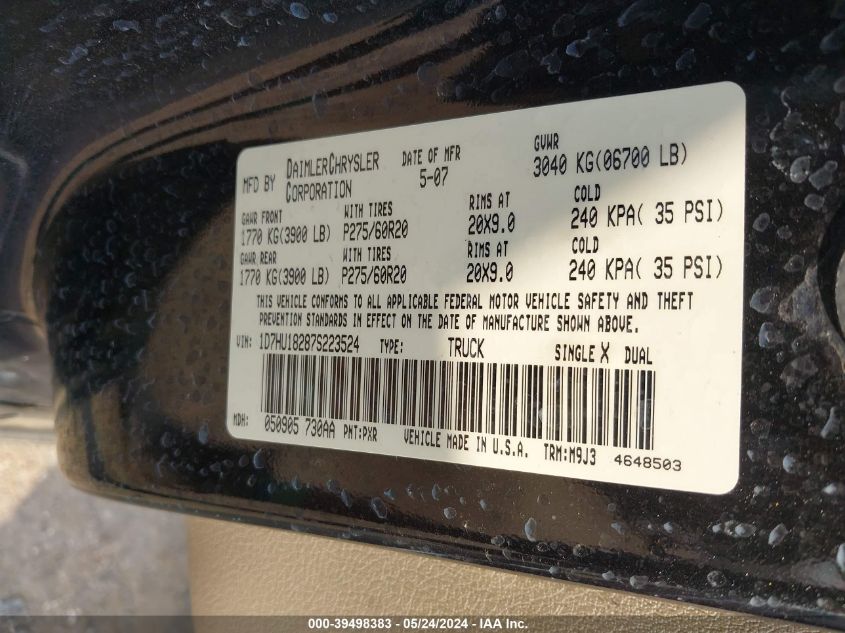 MFD BY DAIMLERCHRYSLER CORPORATION DATE OF MFR 5-07 GVWR 3040 KG(06700 LB)
GAWR FRONT WITH TIRES RIMS AT COLD
1770 KG(3900 LB) P275/60R20 20X9.0 240 KPA( 35 PSI)
GAWR REAR WITH TIRES RIMS AT COLD
1770 KG(3900 LB) P275/60R20 20X9.0 240 KPA( 35 PSI)
THIS VEHICLE CONFORMS TO ALL APPLICABLE FEDERAL MOTOR VEHICLE SAFETY AND THEFT
PREVENTION STANDARDS IN EFFECT ON THE DATE OF MANUFACTURE SHOWN ABOVE.
VIN: 1D7HU18287S223524 TYPE: TRUCK SINGLE X DUAL
MDH: 050905 730AA PNT:PXR VEHICLE MADE IN U.S.A. TRM:M9J3 4648503
000-39498383 / 05/24/2024 / IAA Inc.